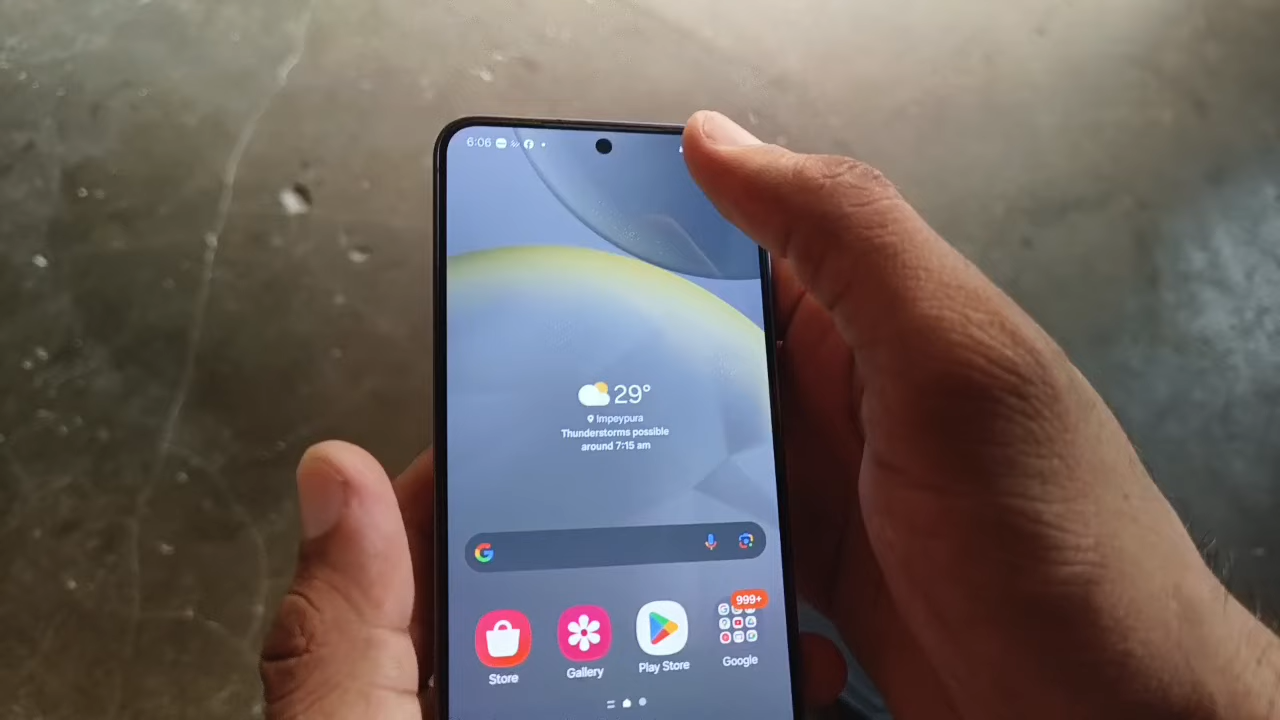 6:06
29°
Impeypura
Thunderstorms possible
around 7:15 am
G
999+
Store
Gallery
Play Store
Google